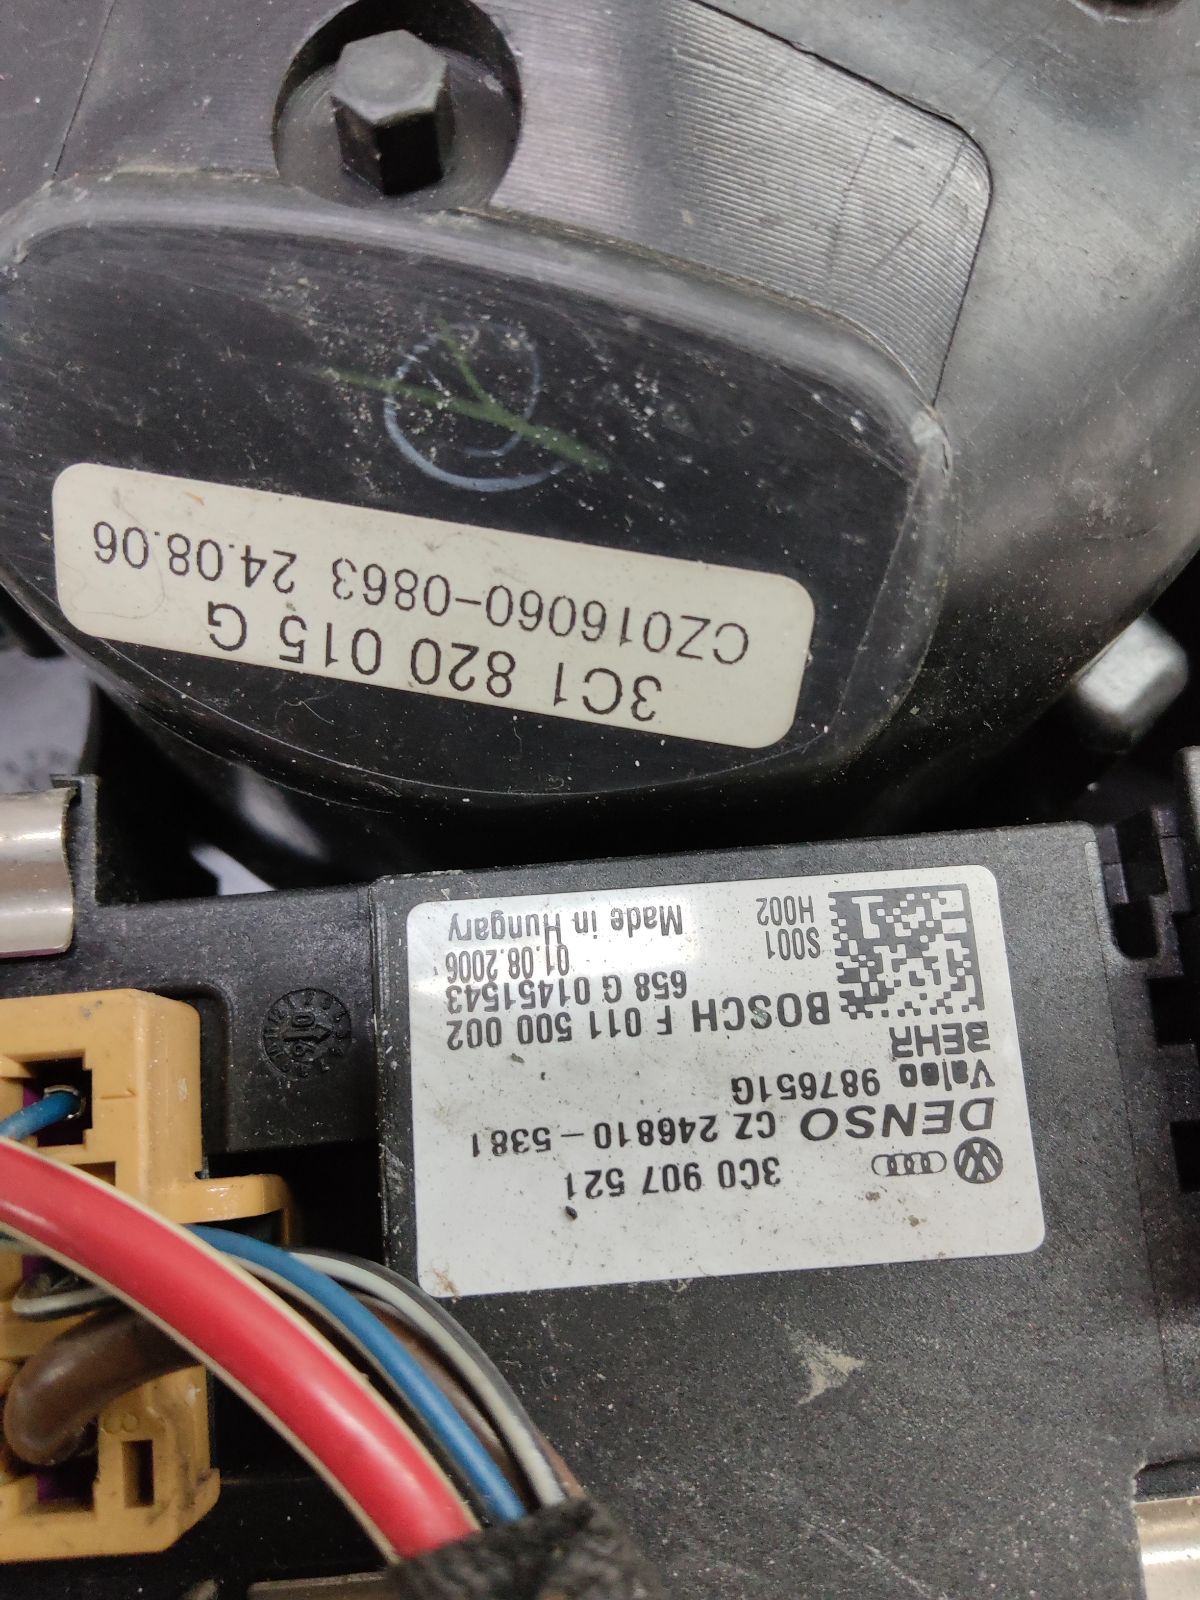 3C1 820 015 G
CZ016060-0863 24.08.06
3C0 907 521
DENSO CZ 246810-5381
Valeo 987651G
BEHR
BOSCH F 011 500 002
658 G 01451543
S001 01.08.2006
H002 Made in Hungary